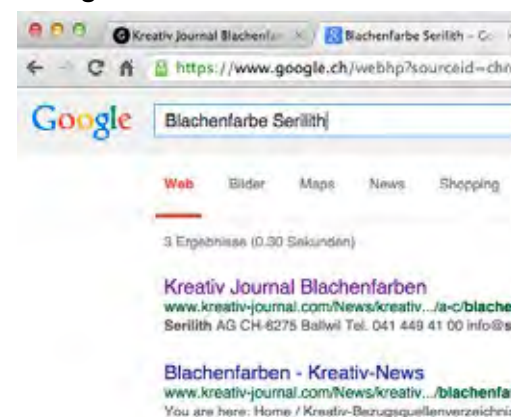 Kreativ Journal Blachenfar
Blachenfarbe Serilith - Go
https://www.google.ch/webhp?sourceid=chr
Google
Blachenfarbe Serilith
Web Bilder Maps News Shopping
3 Ergebnisse (0.30 Sekunden)
Kreativ Journal Blachenfarben
www.kreativ-journal.com/News/kreativ.../a-c/blache
Serilith AG CH-6275 Ballwil Tel. 041 449 41 00 info@s
Blachenfarben - Kreativ-News
www.kreativ-journal.com/News/kreativ.../blachenfa
You are here: Home / Kreativ-Bezugsquellenverzeichnis